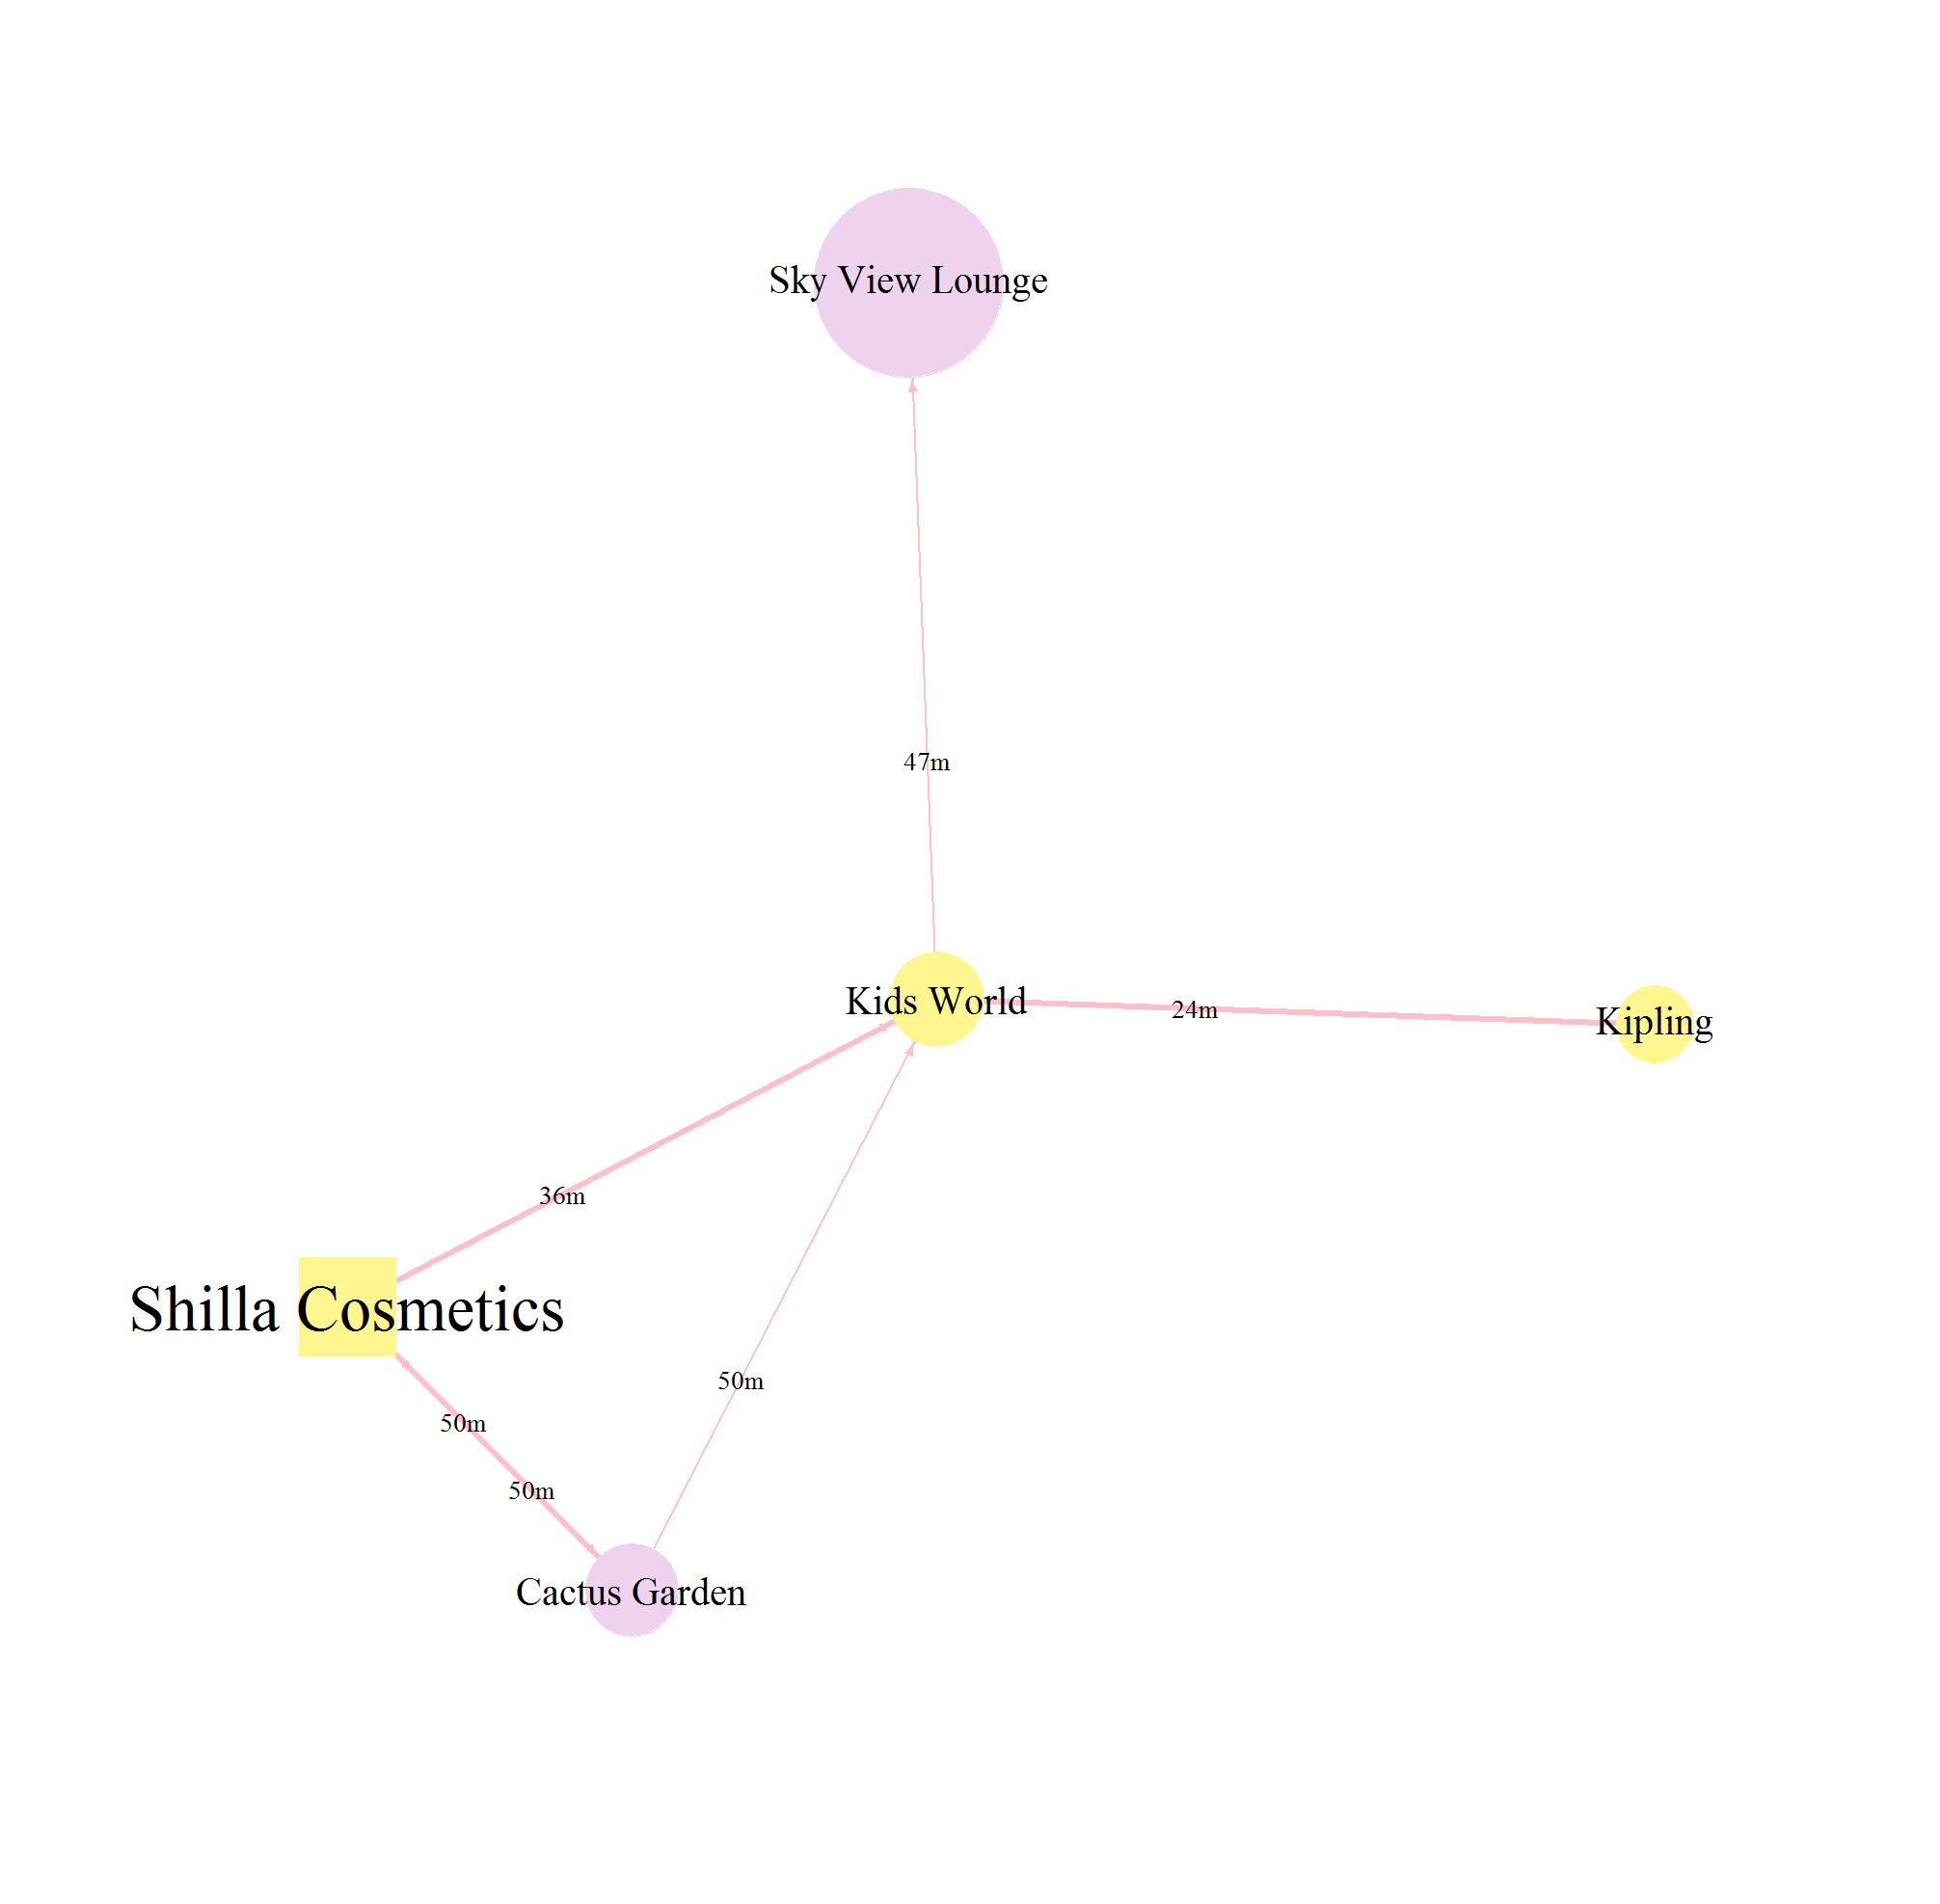 Sky View Lounge
47m
Kids World
24m
Kipling
36m
Shilla Cosmetics
50m
50m
50m
Cactus Garden